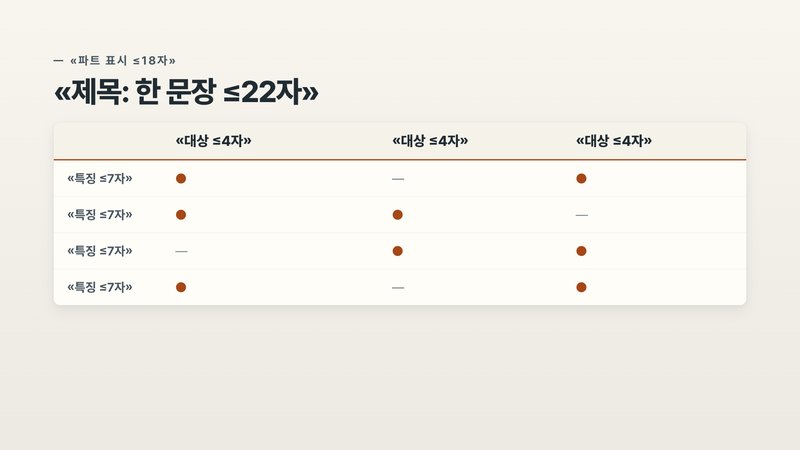 — «파트 표시 ≤18자»
«제목: 한 문장 ≤22자»
«대상 ≤4자» «대상 ≤4자» «대상 ≤4자»
«특징 ≤7자» ● — ●
«특징 ≤7자» ● ● —
«특징 ≤7자» — ● ●
«특징 ≤7자» ● — ●